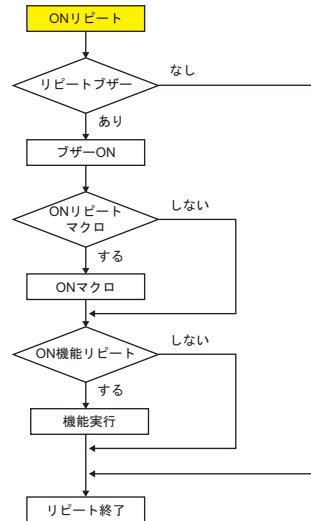 ONリピート
リピートブザー
なし
あり
ブザーON
ONリピート
マクロ
しない
する
ONマクロ
ON機能リピート
しない
する
機能実行
リピート終了